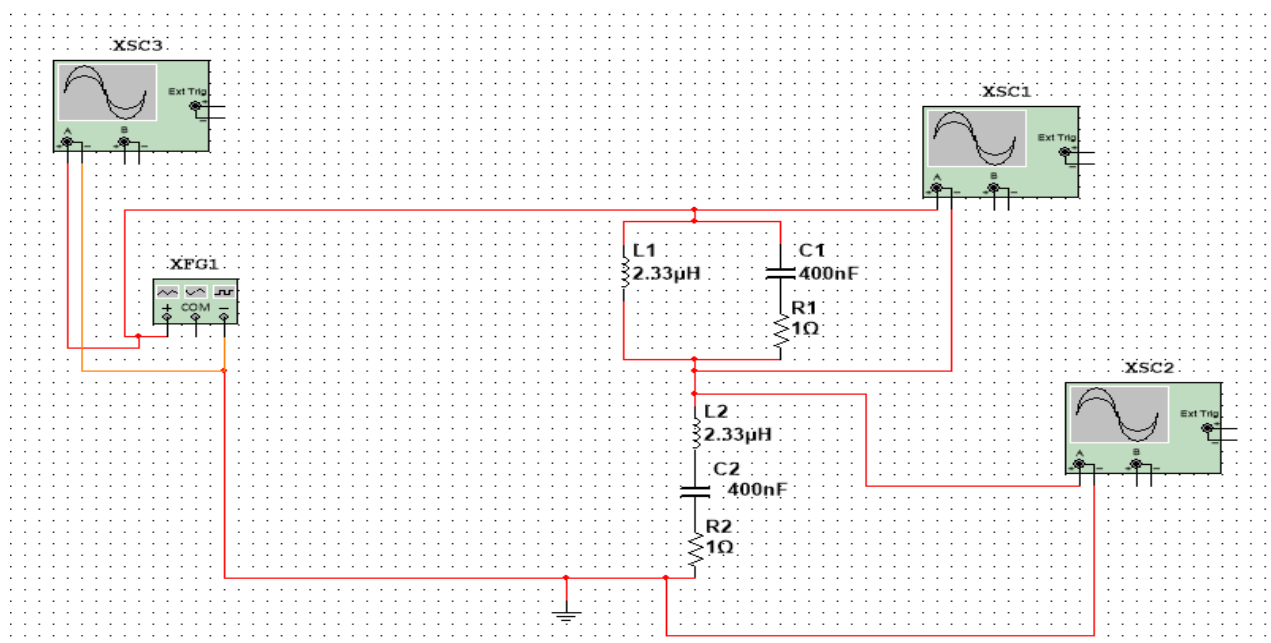 XSC3
Ext Trig
+
−
A
B
+ − + −
XSC1
Ext Trig
+
−
A
B
+ − + −
XFG1
+ COM −
L1
2.33µH
C1
400nF
R1
1Ω
XSC2
Ext Trig
+
−
A
B
+ − + −
L2
2.33µH
C2
400nF
R2
1Ω